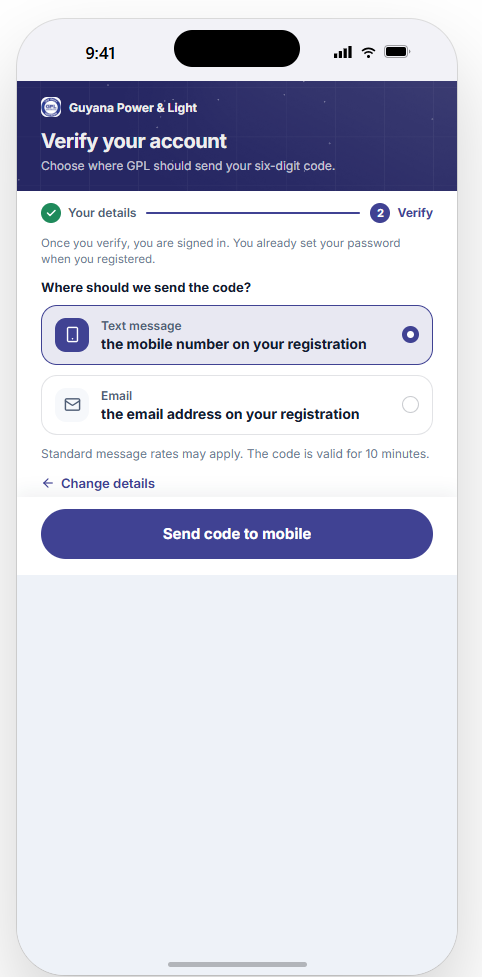 9:41
GPL
Guyana Power & Light
Verify your account
Choose where GPL should send your six-digit code.
Your details
2 Verify
Once you verify, you are signed in. You already set your password
when you registered.
Where should we send the code?
Text message
the mobile number on your registration
Email
the email address on your registration
Standard message rates may apply. The code is valid for 10 minutes.
Change details
Send code to mobile